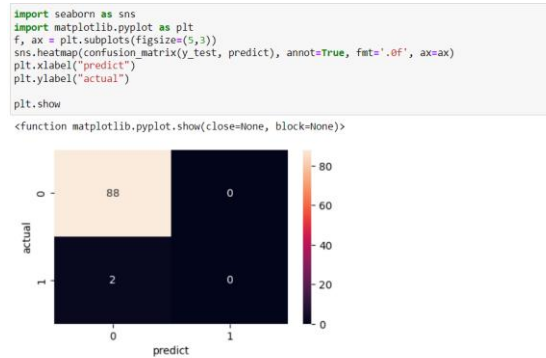 import seaborn as sns
import matplotlib.pyplot as plt
f, ax = plt.subplots(figsize=(5,3))
sns.heatmap(confusion_matrix(y_test, predict), annot=True, fmt='.0f', ax=ax)
plt.xlabel("predict")
plt.ylabel("actual")
plt.show
<function matplotlib.pyplot.show(close=None, block=None)>
80
0
88
0
60
actual
40
1
2
0
20
0
0
1
predict